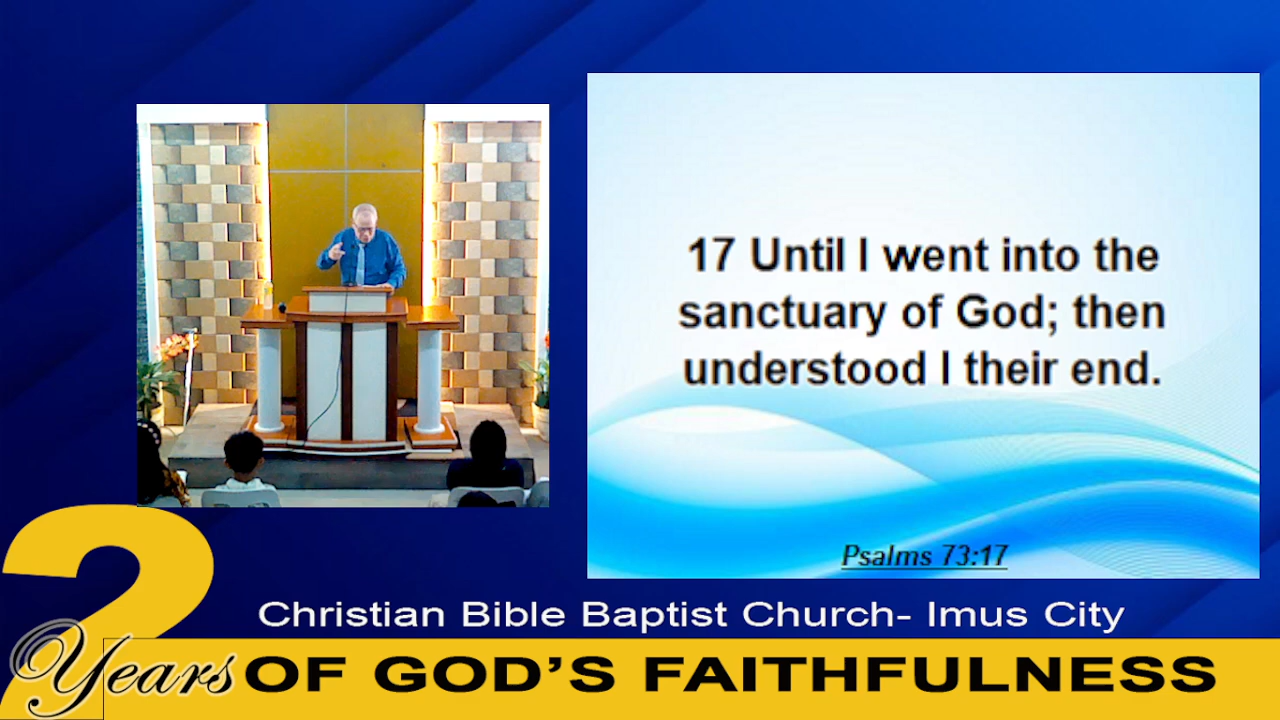 17 Until I went into the
sanctuary of God; then
understood I their end.
Psalms 73:17
Christian Bible Baptist Church- Imus City
2
Years OF GOD'S FAITHFULNESS